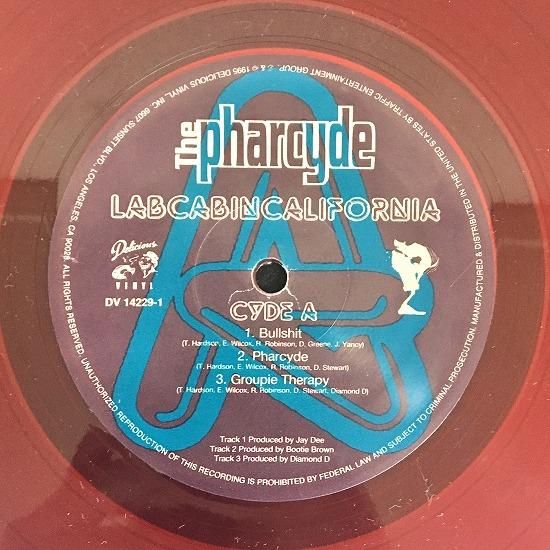 The pharcyde
LABCABINCALIFORNIA
Delicious
VINYL
DV 14229-1
CYDE A
1. Bullshit
(T. Hardson, E. Wilcox, R. Robinson, D. Greene, J. Yancy)
2. Pharcyde
(T. Hardson, E. Wilcox, R. Robinson, D. Stewart)
3. Groupie Therapy
(T. Hardson, E. Wilcox, R. Robinson, D. Stewart, Diamond D)
Track 1 Produced by Jay Dee
Track 2 Produced by Bootie Brown
Track 3 Produced by Diamond D
& © 1995 DELICIOUS VINYL, INC. 6607 SUNSET BLVD., LOS ANGELES, CA 90028. ALL RIGHTS RESERVED. UNAUTHORIZED REPRODUCTION OF THIS RECORDING IS PROHIBITED BY FEDERAL LAW AND SUBJECT TO CRIMINAL PROSECUTION. MANUFACTURED & DISTRIBUTED IN THE UNITED STATES BY TRAFFIC ENTERTAINMENT GROUP.